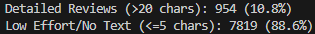 Detailed Reviews (>20 chars): 954 (10.8%)
Low Effort/No Text (<=5 chars): 7819 (88.6%)